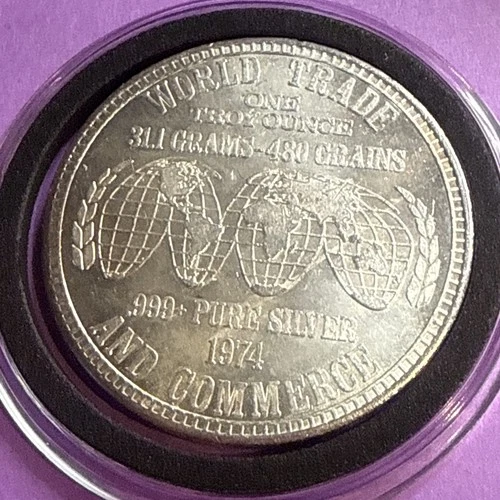 WORLD TRADE
ONE
TROY OUNCE
31.1 GRAMS-480 GRAINS
.999+ PURE SILVER
1974
AND COMMERCE